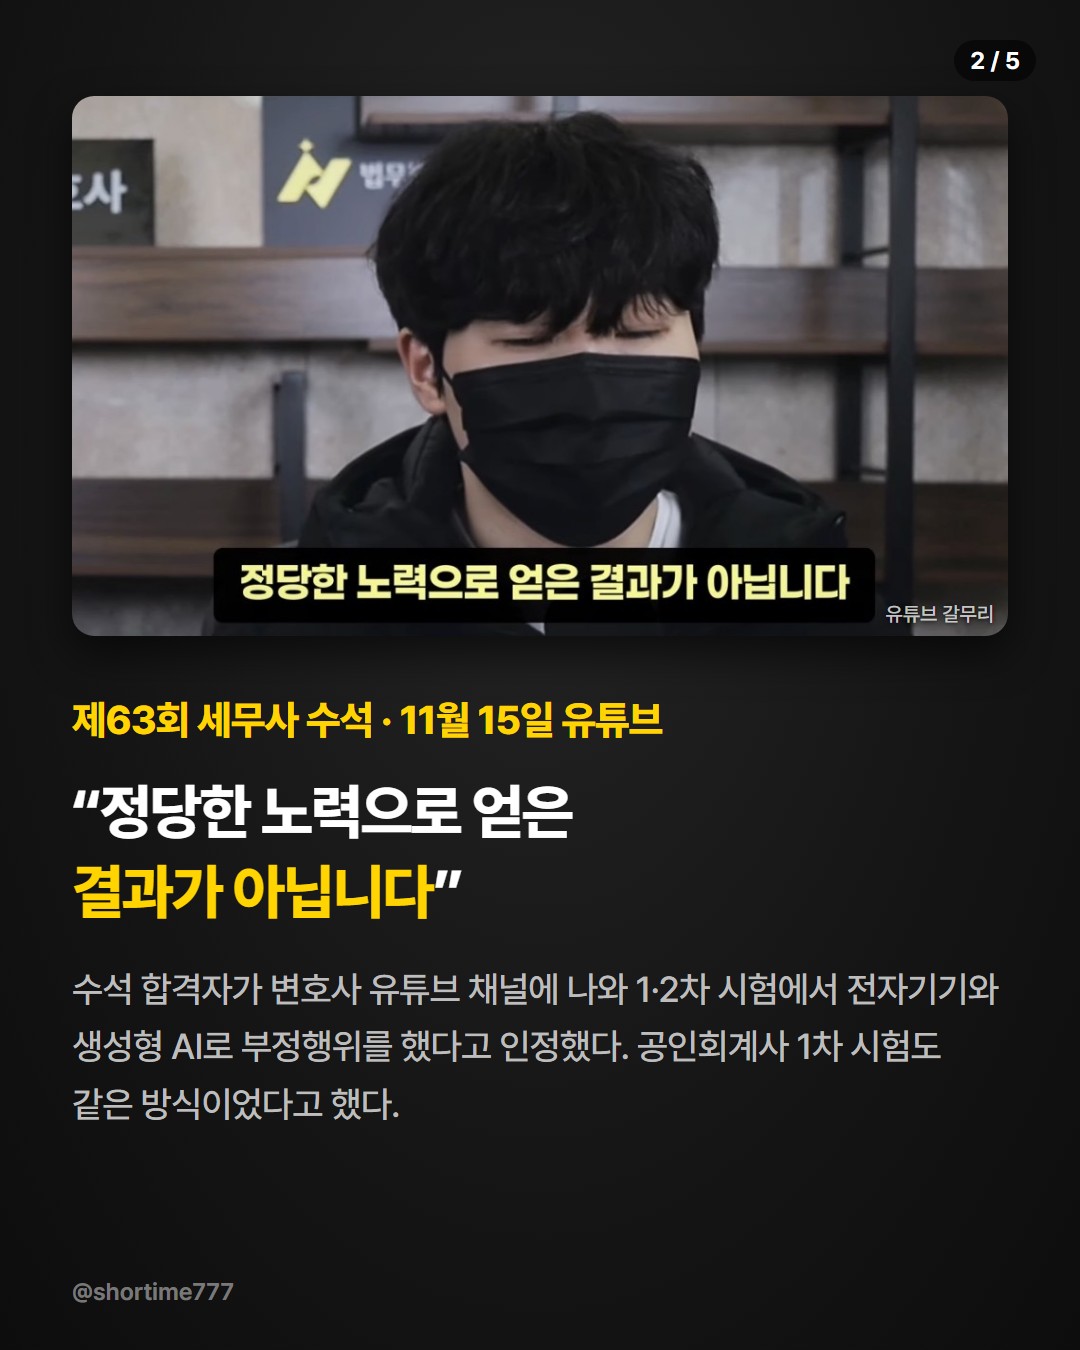 2 / 5
호사
법무
정당한 노력으로 얻은 결과가 아닙니다
유튜브 갈무리
제63회 세무사 수석 · 11월 15일 유튜브
“정당한 노력으로 얻은
결과가 아닙니다”
수석 합격자가 변호사 유튜브 채널에 나와 1·2차 시험에서 전자기기와
생성형 AI로 부정행위를 했다고 인정했다. 공인회계사 1차 시험도
같은 방식이었다고 했다.
@shortime777